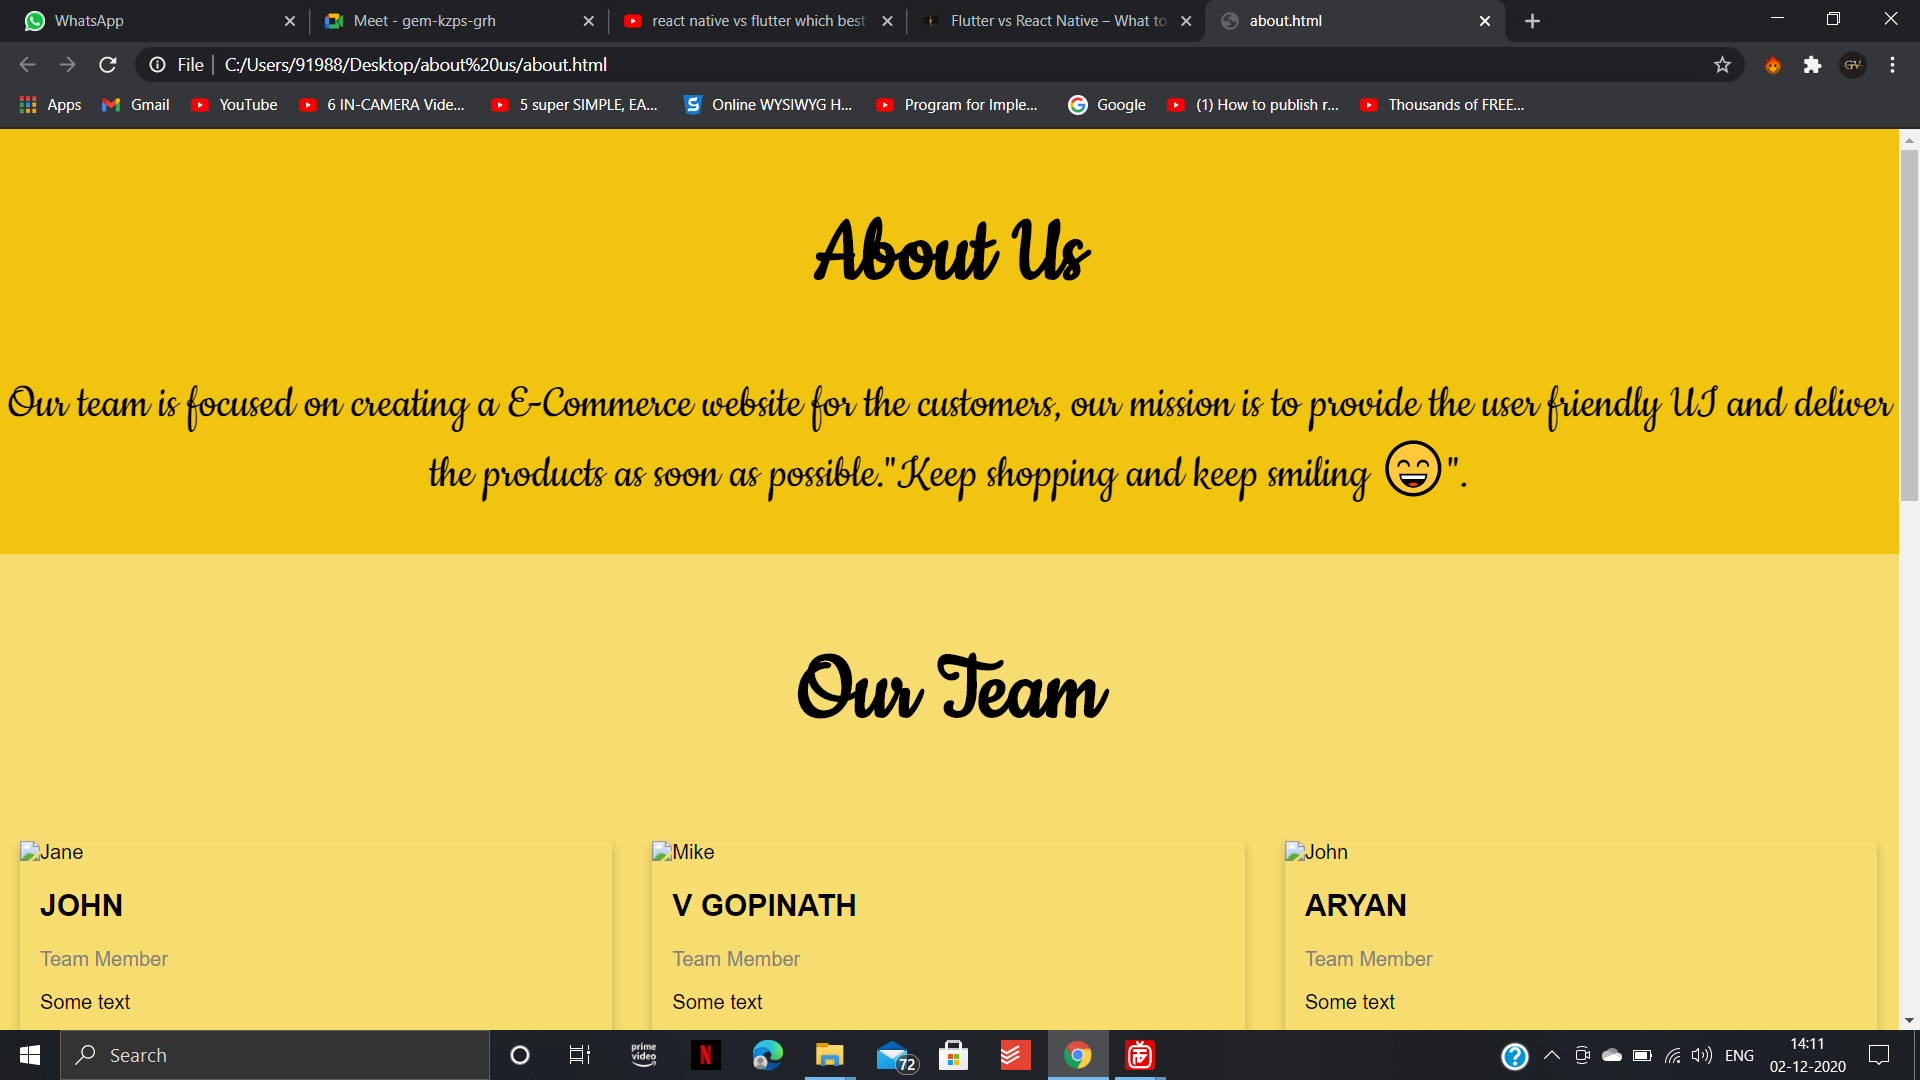 WhatsApp
Meet - gem-kzps-grh
react native vs flutter which best
Flutter vs React Native – What to
about.html
File | C:/Users/91988/Desktop/about%20us/about.html
GV
Apps
Gmail
YouTube
6 IN-CAMERA Vide...
5 super SIMPLE, EA...
Online WYSIWYG H...
Program for Imple...
Google
(1) How to publish r...
Thousands of FREE...
About Us
Our team is focused on creating a E-Commerce website for the customers, our mission is to provide the user friendly UI and deliver
the products as soon as possible."Keep shopping and keep smiling 😄".
Our Team
Jane
JOHN
Team Member
Some text
Mike
V GOPINATH
Team Member
Some text
John
ARYAN
Team Member
Some text
Search
prime
video
N
72
ENG
14:11
02-12-2020